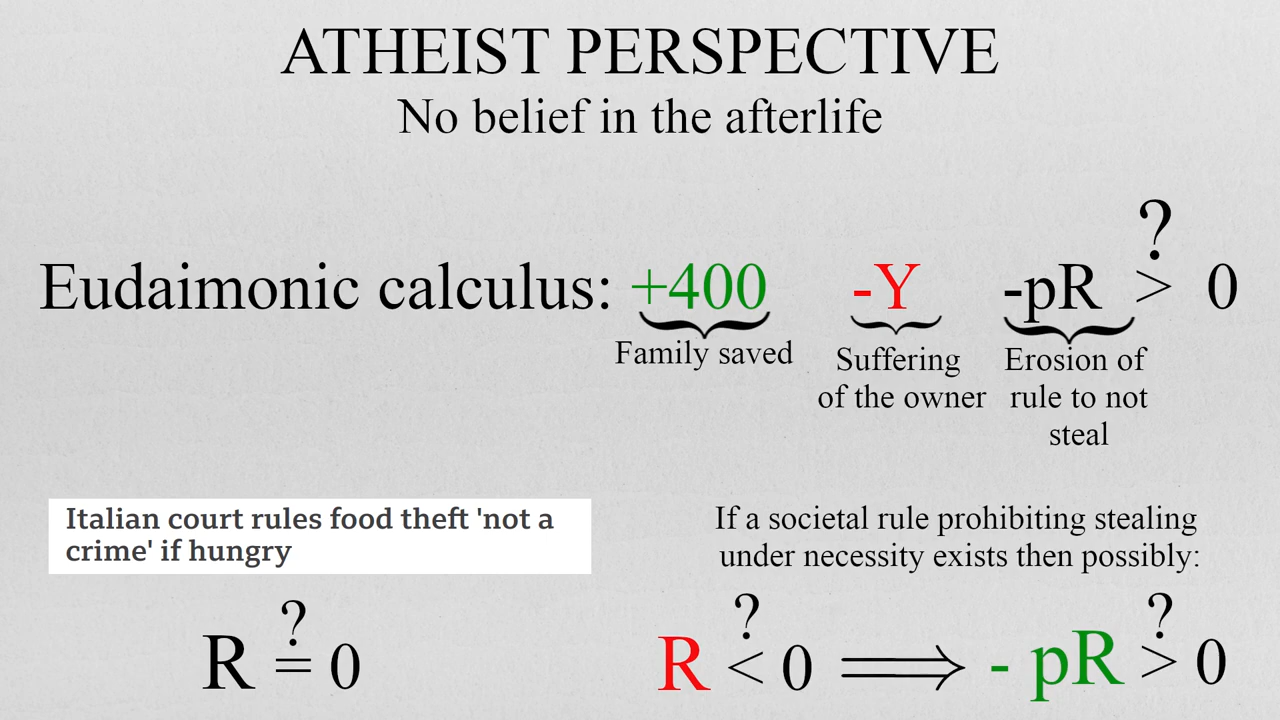 ATHEIST PERSPECTIVE
No belief in the afterlife
?
Eudaimonic calculus: +400 -Y -pR > 0
Family saved
Suffering
of the owner
Erosion of
rule to not
steal
Italian court rules food theft 'not a
crime' if hungry
?
R = 0
If a societal rule prohibiting stealing
under necessity exists then possibly:
? ?
R < 0 ⟹ - pR > 0